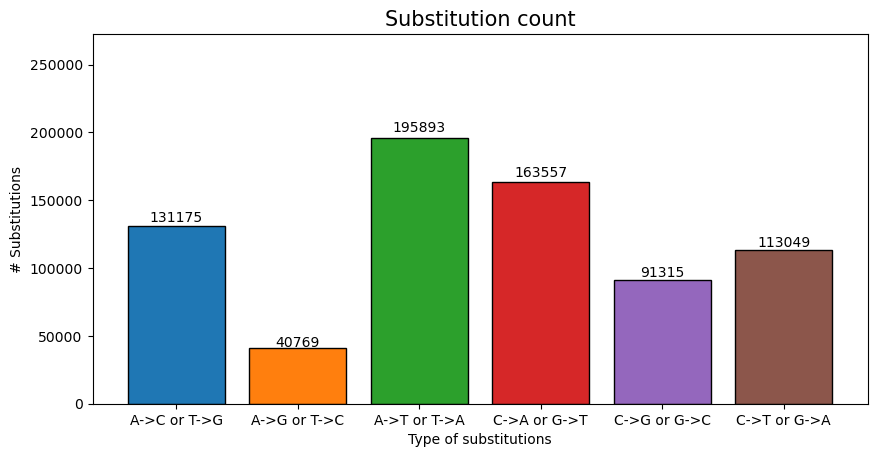 Substitution count
# Substitutions
250000
200000
150000
100000
50000
0
131175
40769
195893
163557
91315
113049
A->C or T->G
A->G or T->C
A->T or T->A
C->A or G->T
C->G or G->C
C->T or G->A
Type of substitutions